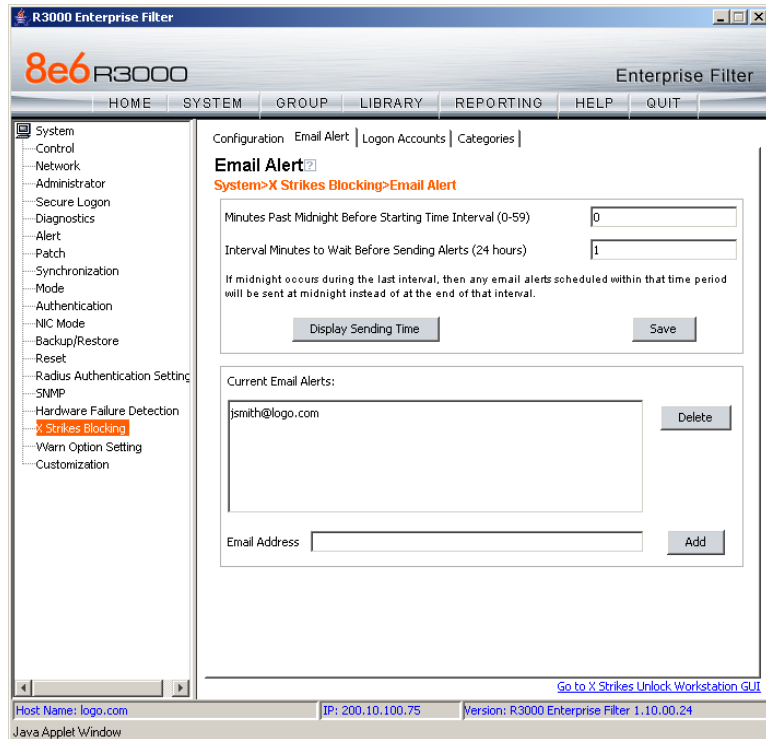 R3000 Enterprise Filter
8e6 R3000
Enterprise Filter
HOME SYSTEM GROUP LIBRARY REPORTING HELP QUIT
System
Control
Network
Administrator
Secure Logon
Diagnostics
Alert
Patch
Synchronization
Mode
Authentication
NIC Mode
Backup/Restore
Reset
Radius Authentication Setting
SNMP
Hardware Failure Detection
X Strikes Blocking
Warn Option Setting
Customization
Configuration Email Alert Logon Accounts Categories
Email Alert ?
System>X Strikes Blocking>Email Alert
Minutes Past Midnight Before Starting Time Interval (0-59) 0
Interval Minutes to Wait Before Sending Alerts (24 hours) 1
If midnight occurs during the last interval, then any email alerts scheduled within that time period
will be sent at midnight instead of at the end of that interval.
Display Sending Time Save
Current Email Alerts:
jsmith@logo.com
Delete
Email Address Add
Go to X Strikes Unlock Workstation GUI
Host Name: logo.com IP: 200.10.100.75 Version: R3000 Enterprise Filter 1.10.00.24
Java Applet Window